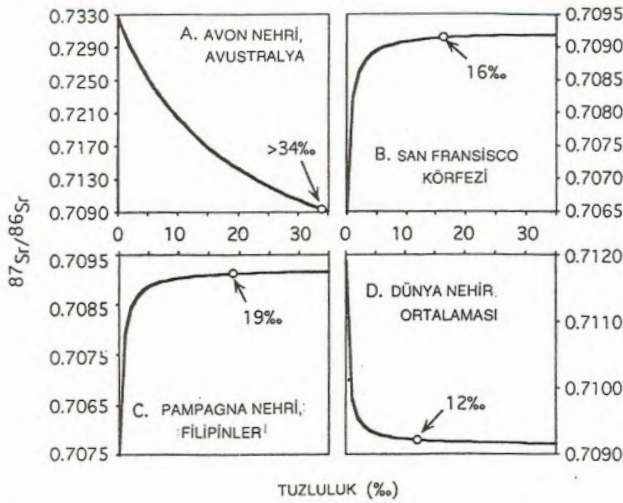 0.7330
0.7290
0.7250
0.7210
0.7170
0.7130
0.7090
A. AVON NEHRİ,
AVUSTRALYA
>34‰
0 10 20 30
0.7095
0.7090
0.7085
0.7080
0.7075
0.7070
0.7065
16‰
B. SAN FRANSİSCO
KÖRFEZİ
0 10 20 30
87Sr/86Sr
0.7095
0.7085
0.7075
0.7065
0.7075
19‰
C. PAMPAGNA NEHRİ,
FİLİPİNLER
0.7120
0.7110
0.7100
0.7090
D. DÜNYA NEHİR
ORTALAMASI
12‰
TUZLULUK (‰)